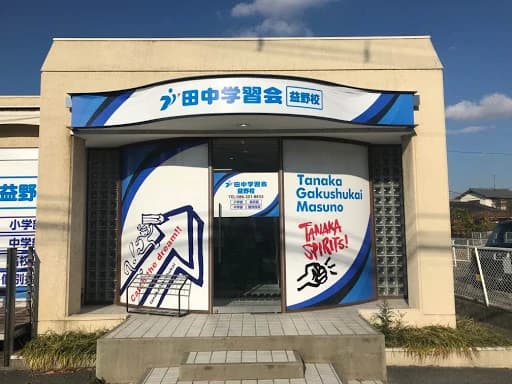 田中学習会 益野校
田中学習会
益野校
Tanaka
Gakushukai
Masuno
TANAKA
SPIRITS!
catch the dream!!
益野
小学部
中学